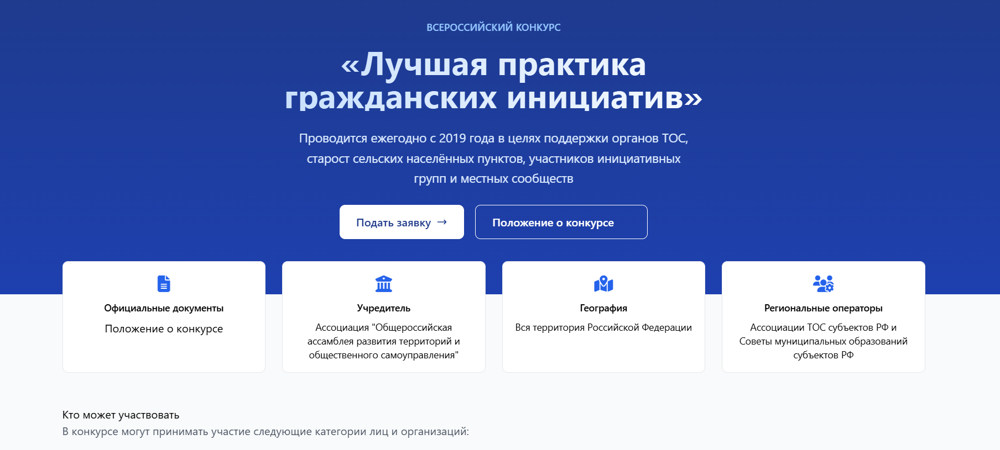 ВСЕРОССИЙСКИЙ КОНКУРС
«Лучшая практика
гражданских инициатив»
Проводится ежегодно с 2019 года в целях поддержки органов ТОС,
старост сельских населённых пунктов, участников инициативных
групп и местных сообществ
Подать заявку →
Положение о конкурсе
Официальные документы
Положение о конкурсе
Учредитель
Ассоциация "Общероссийская
ассамблея развития территорий и
общественного самоуправления"
География
Вся территория Российской Федерации
Региональные операторы
Ассоциации ТОС субъектов РФ и
Советы муниципальных образований
субъектов РФ
Кто может участвовать
В конкурсе могут принимать участие следующие категории лиц и организаций: